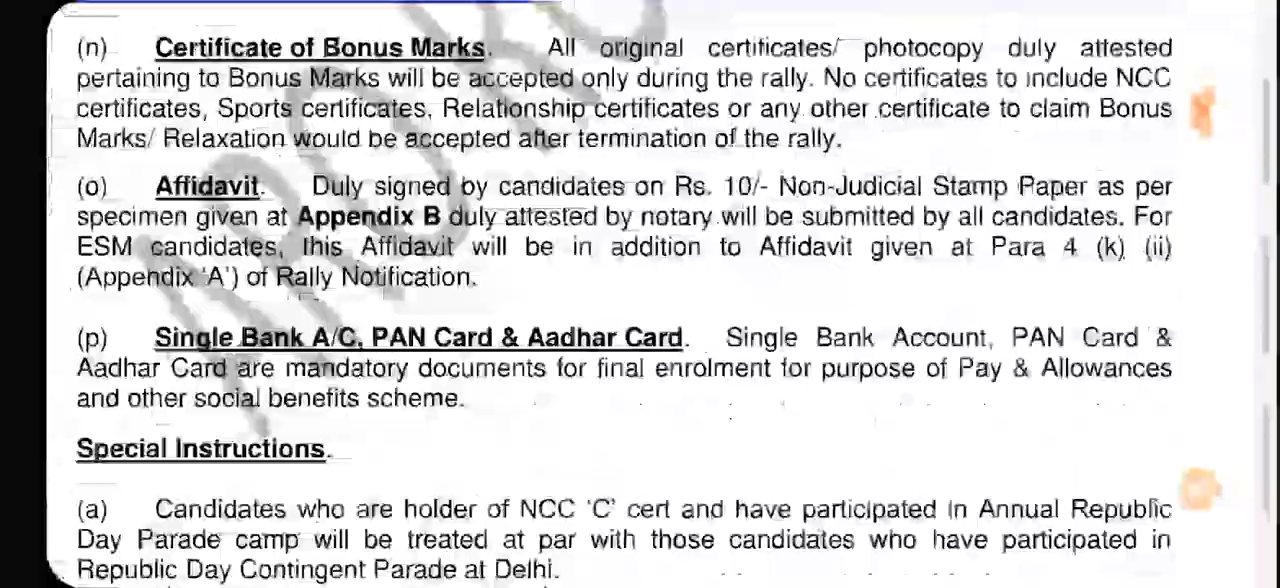 (n) Certificate of Bonus Marks. All original certificates/ photocopy duly attested
pertaining to Bonus Marks will be accepted only during the rally. No certificates to include NCC
certificates, Sports certificates, Relationship certificates or any other certificate to claim Bonus
Marks/ Relaxation would be accepted after termination of the rally.
(o) Affidavit. Duly signed by candidates on Rs. 10/- Non-Judicial Stamp Paper as per
specimen given at Appendix B duly attested by notary will be submitted by all candidates. For
ESM candidates, this Affidavit will be in addition to Affidavit given at Para 4 (k) (ii)
(Appendix 'A') of Rally Notification.
(p) Single Bank A/C, PAN Card & Aadhar Card. Single Bank Account, PAN Card &
Aadhar Card are mandatory documents for final enrolment for purpose of Pay & Allowances
and other social benefits scheme.
Special Instructions.
(a) Candidates who are holder of NCC 'C' cert and have participated in Annual Republic
Day Parade camp will be treated at par with those candidates who have participated in
Republic Day Contingent Parade at Delhi.